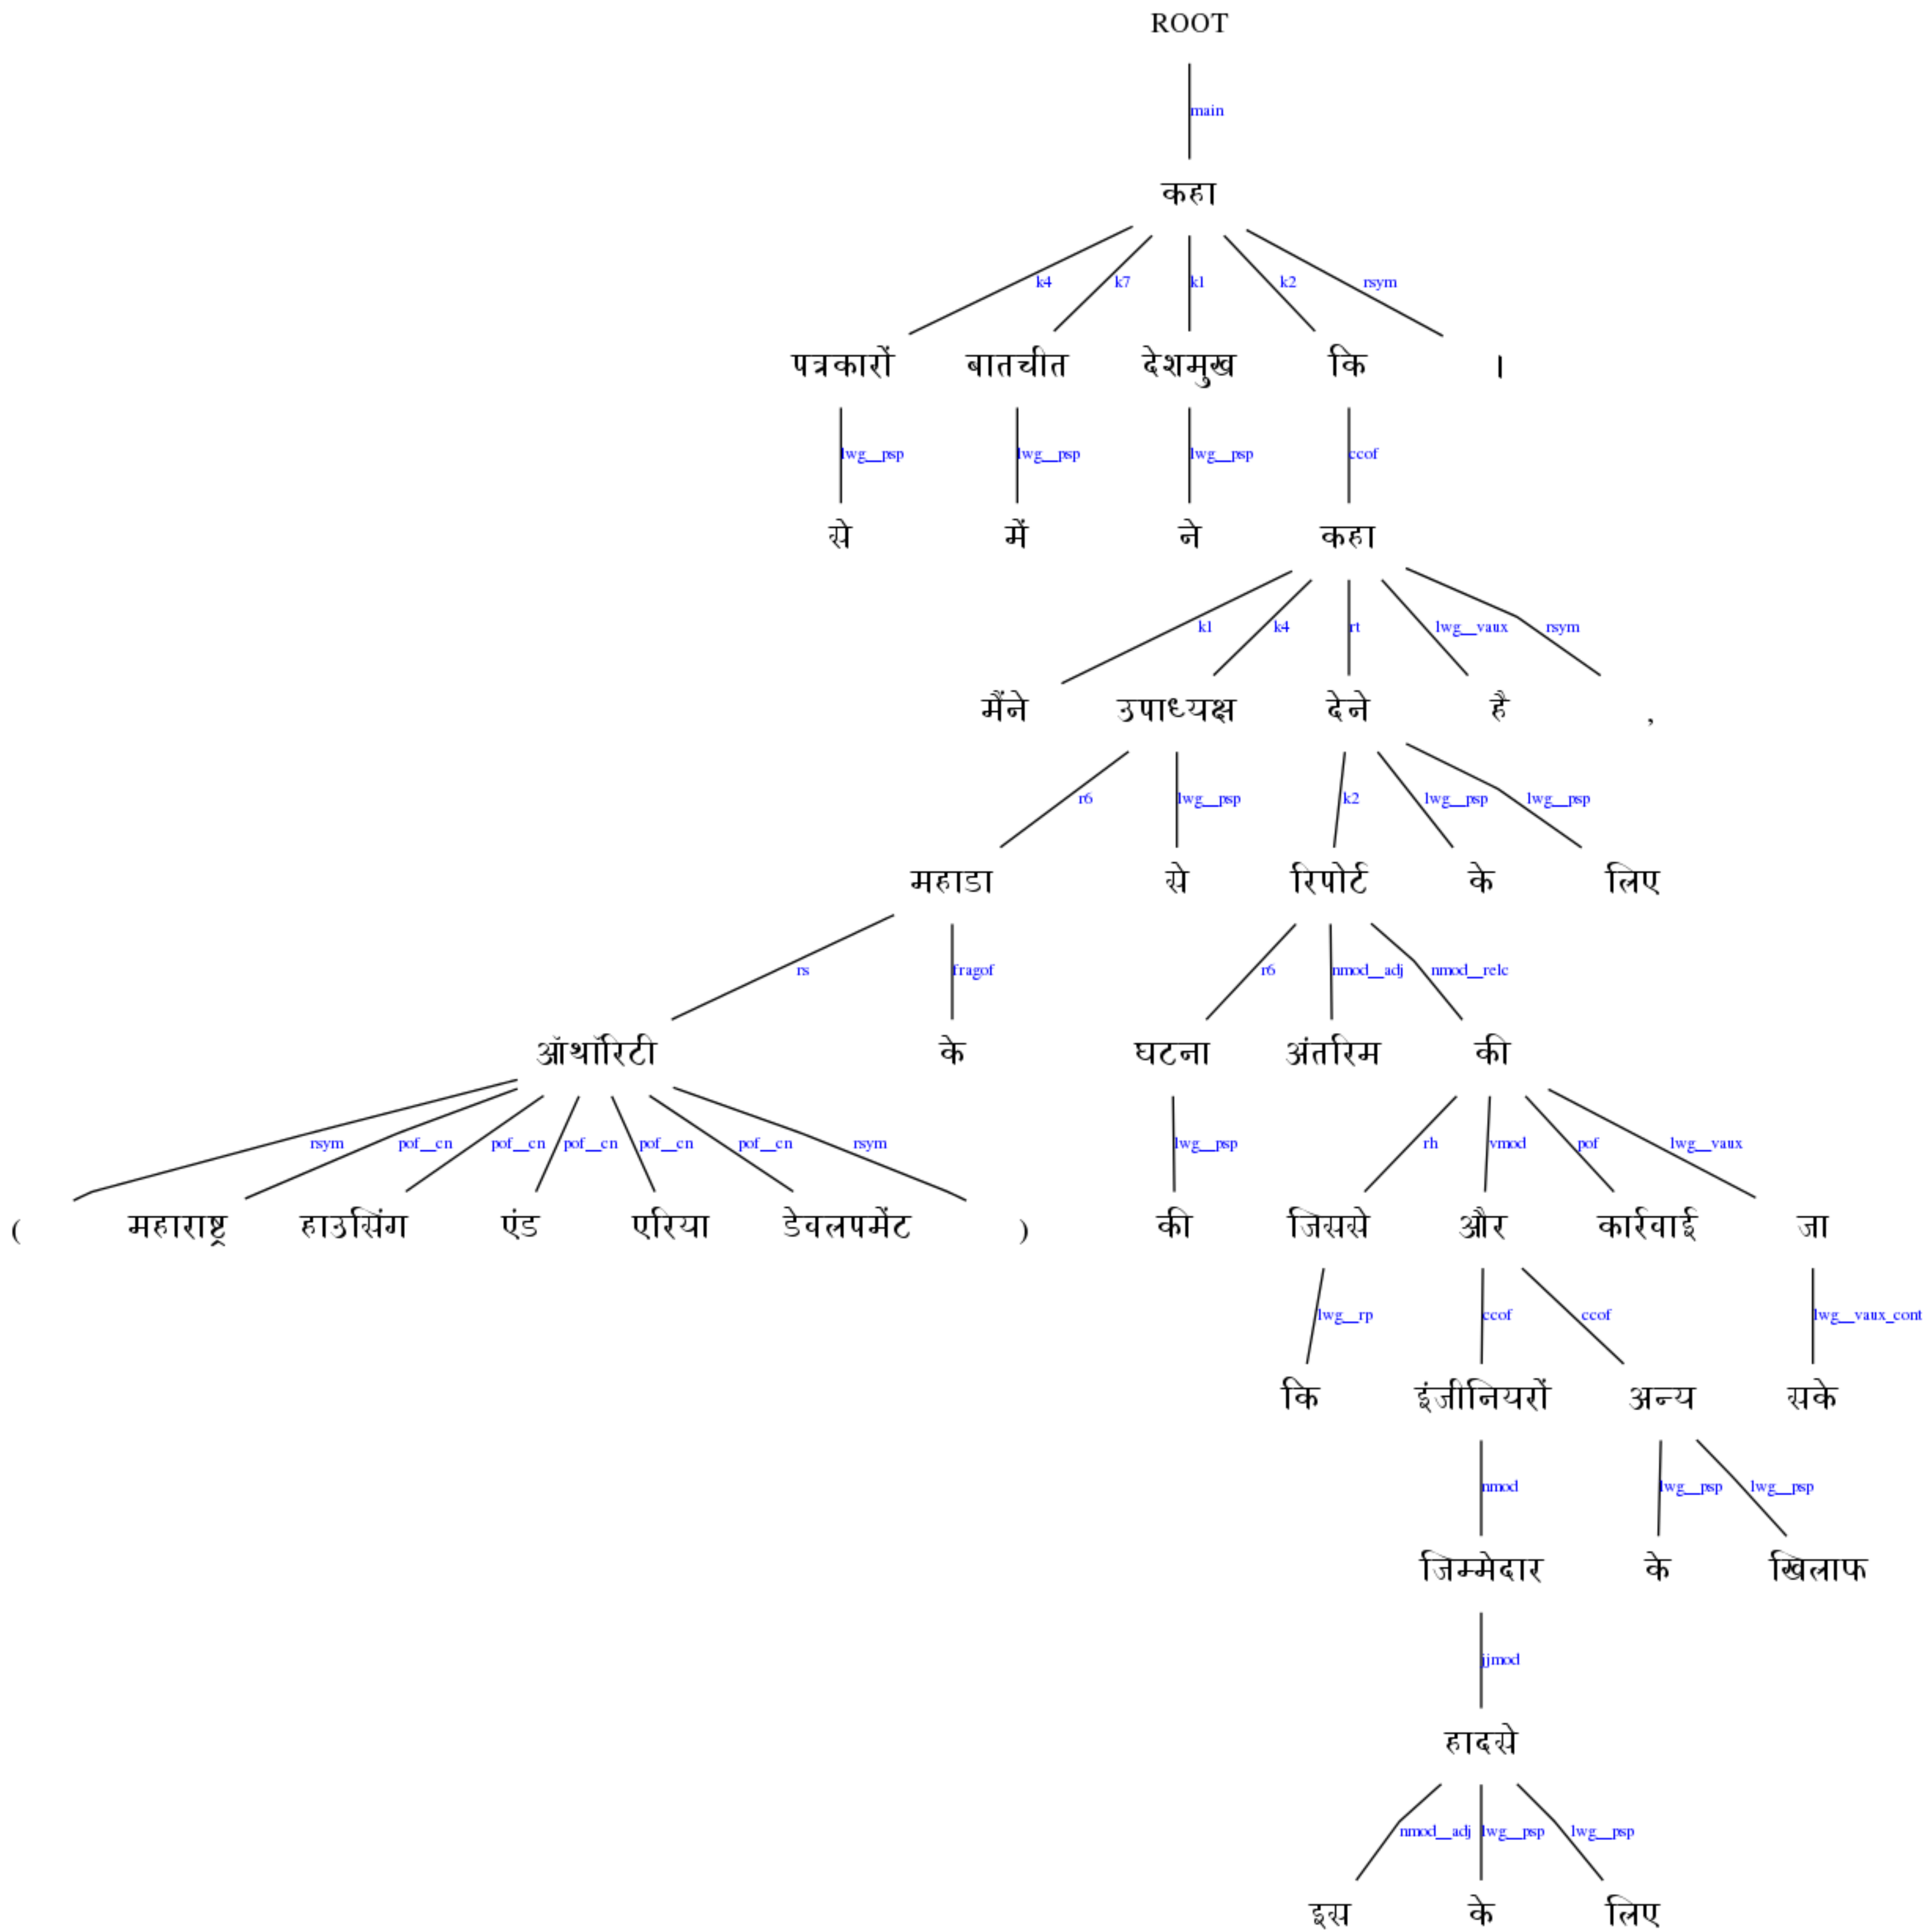 ROOT
main
कहा
k4 k7 k1 k2 rsym
पत्रकारों बातचीत देशमुख कि ।
lwg__psp lwg__psp lwg__psp ccof
से में ने कहा
k1 k4 rt lwg__vaux rsym
मैंने उपाध्यक्ष देने है ,
r6 lwg__psp k2 lwg__psp lwg__psp
महाडा से रिपोर्ट के लिए
rs fragof r6 nmod__adj nmod__relc
ऑथॉरिटी के घटना अंतरिम की
rsym pof__cn pof__cn pof__cn pof__cn pof__cn rsym lwg__psp rh vmod pof lwg__vaux
( महाराष्ट्र हाउसिंग एंड एरिया डेवलपमेंट ) की जिससे और कार्रवाई जा
lwg__rp ccof ccof lwg__vaux_cont
कि इंजीनियरों अन्य सके
nmod lwg__psp lwg__psp
जिम्मेदार के खिलाफ
jjmod
हादसे
nmod__adj lwg__psp lwg__psp
इस के लिए